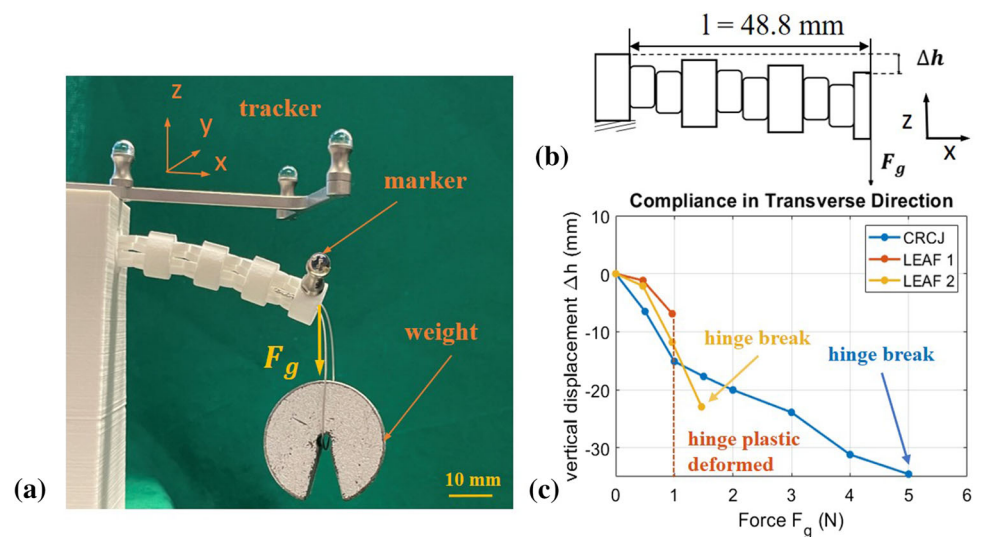 z
y
x
tracker
marker
F_g
weight
10 mm
(a)
l = 48.8 mm
Δh
z
x
F_g
(b)
Compliance in Transverse Direction
vertical displacement Δh (mm)
10
0
-10
-20
-30
0 1 2 3 4 5 6
Force F_g (N)
CRCJ
LEAF 1
LEAF 2
hinge break
hinge break
hinge plastic
deformed
(c)